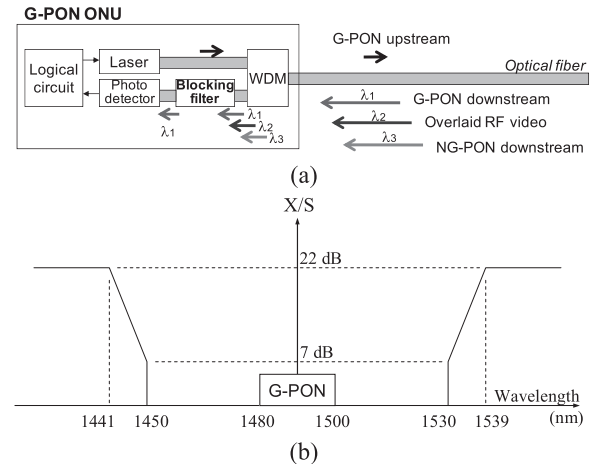 G-PON ONU
Logical
circuit
Laser
Photo
detector
Blocking
filter
WDM
λ1
λ1
λ2
λ3
G-PON upstream
Optical fiber
λ1
G-PON downstream
λ2
Overlaid RF video
λ3
NG-PON downstream
(a)
X/S
22 dB
7 dB
G-PON
Wavelength
(nm)
1441 1450 1480 1500 1530 1539
(b)